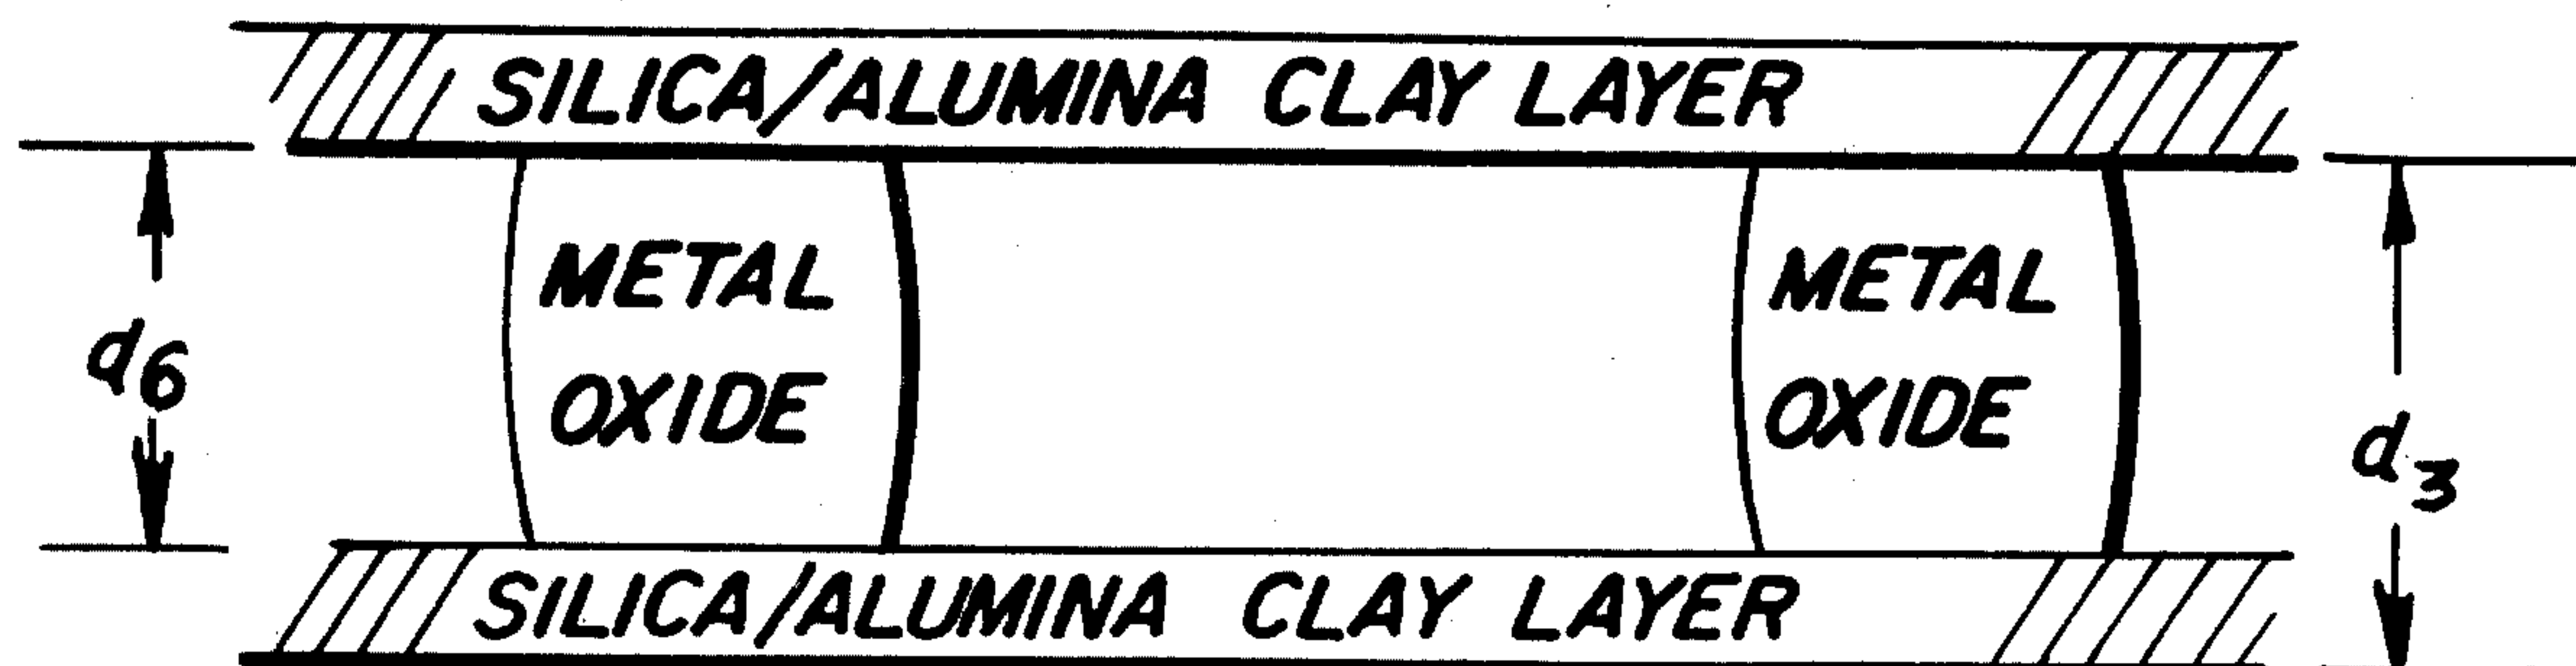 SILICA/ALUMINA CLAY LAYER
METAL OXIDE
METAL OXIDE
d6
d3
SILICA/ALUMINA CLAY LAYER